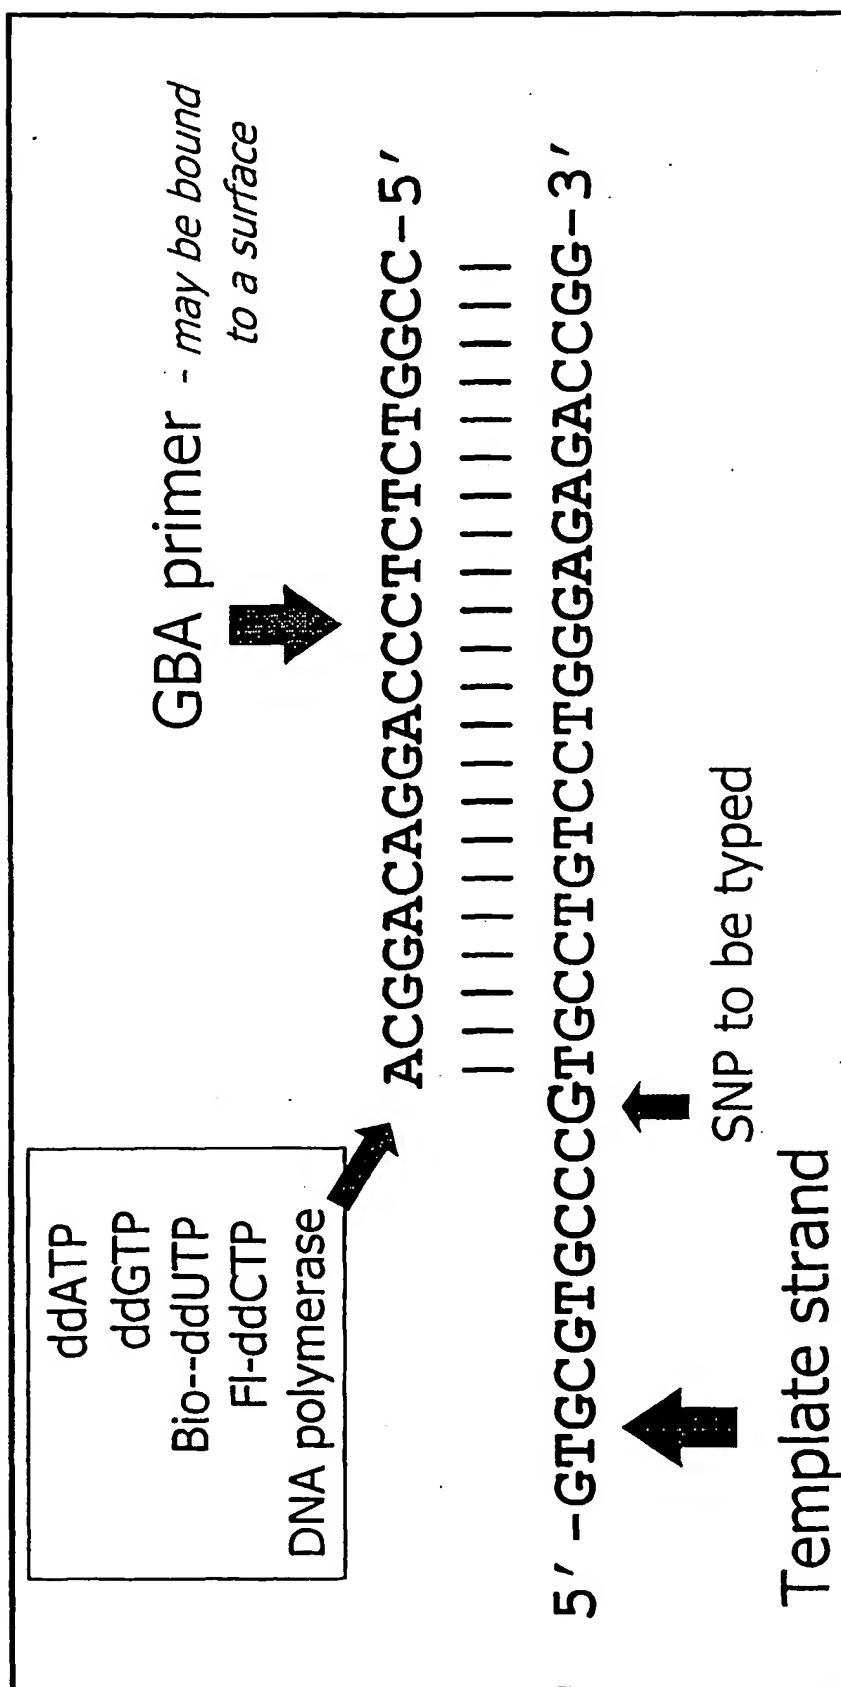 ddATP
ddGTP
Bio--ddUTP
Fl-ddCTP
DNA polymerase
GBA primer - may be bound
to a surface
ACGGACAGGACCCTCTCTGGCC-5'
5'-GTGCGTGCCCGTGCCTGTCCTGGGAGAGACCGG-3'
SNP to be typed
Template strand